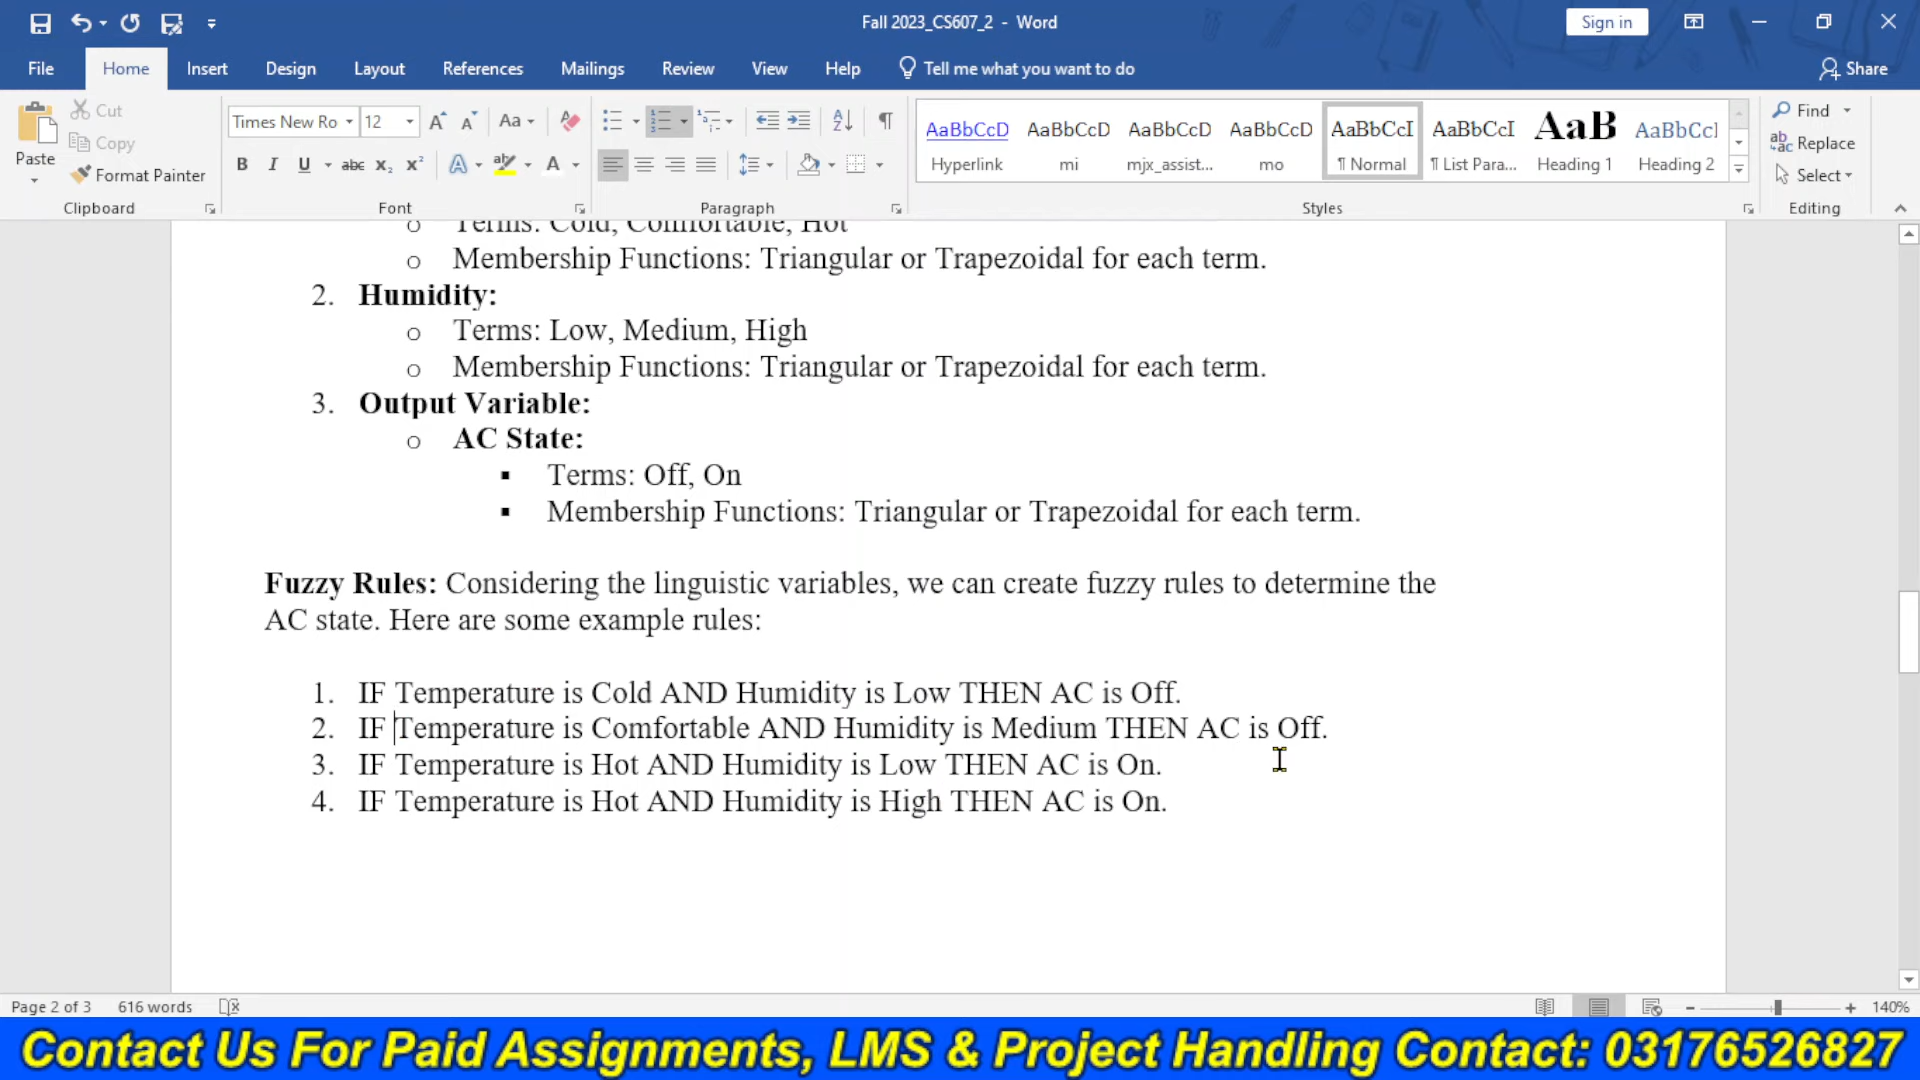 Fall 2023_CS607_2 - Word
Sign in
File Home Insert Design Layout References Mailings Review View Help Tell me what you want to do Share
Paste
Cut
Copy
Format Painter
Clipboard
Times New Ro 12
Font
Paragraph
AaBbCcD AaBbCcD AaBbCcD AaBbCcD AaBbCcI AaBbCcI AaB AaBbCcI
Hyperlink mi mjx_assist... mo ¶ Normal ¶ List Para... Heading 1 Heading 2
Styles
Find
Replace
Select
Editing
o Terms: Cold, Comfortable, Hot
o Membership Functions: Triangular or Trapezoidal for each term.
2. Humidity:
o Terms: Low, Medium, High
o Membership Functions: Triangular or Trapezoidal for each term.
3. Output Variable:
o AC State:
▪ Terms: Off, On
▪ Membership Functions: Triangular or Trapezoidal for each term.
Fuzzy Rules: Considering the linguistic variables, we can create fuzzy rules to determine the
AC state. Here are some example rules:
1. IF Temperature is Cold AND Humidity is Low THEN AC is Off.
2. IF Temperature is Comfortable AND Humidity is Medium THEN AC is Off.
3. IF Temperature is Hot AND Humidity is Low THEN AC is On.
4. IF Temperature is Hot AND Humidity is High THEN AC is On.
Page 2 of 3 616 words 140%
Contact Us For Paid Assignments, LMS & Project Handling Contact: 03176526827